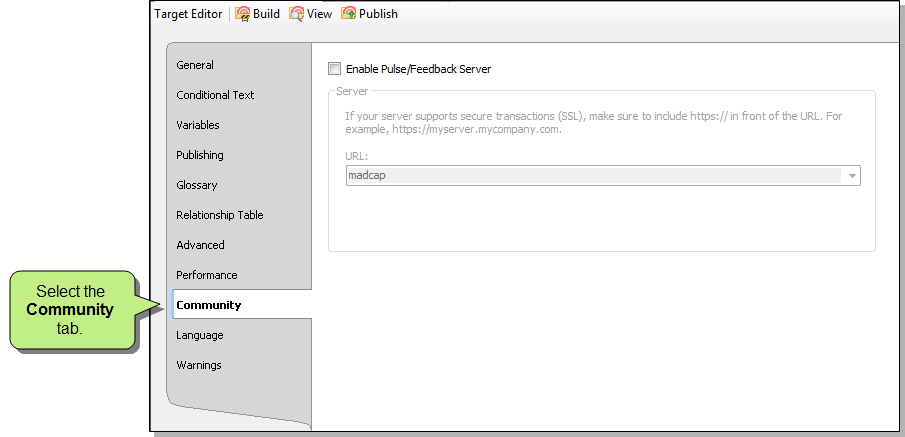 Target Editor Build View Publish
General
Conditional Text
Variables
Publishing
Glossary
Relationship Table
Advanced
Performance
Community
Language
Warnings
Enable Pulse/Feedback Server
Server
If your server supports secure transactions (SSL), make sure to include https:// in front of the URL. For
example, https://myserver.mycompany.com.
URL:
madcap
Select the
Community
tab.